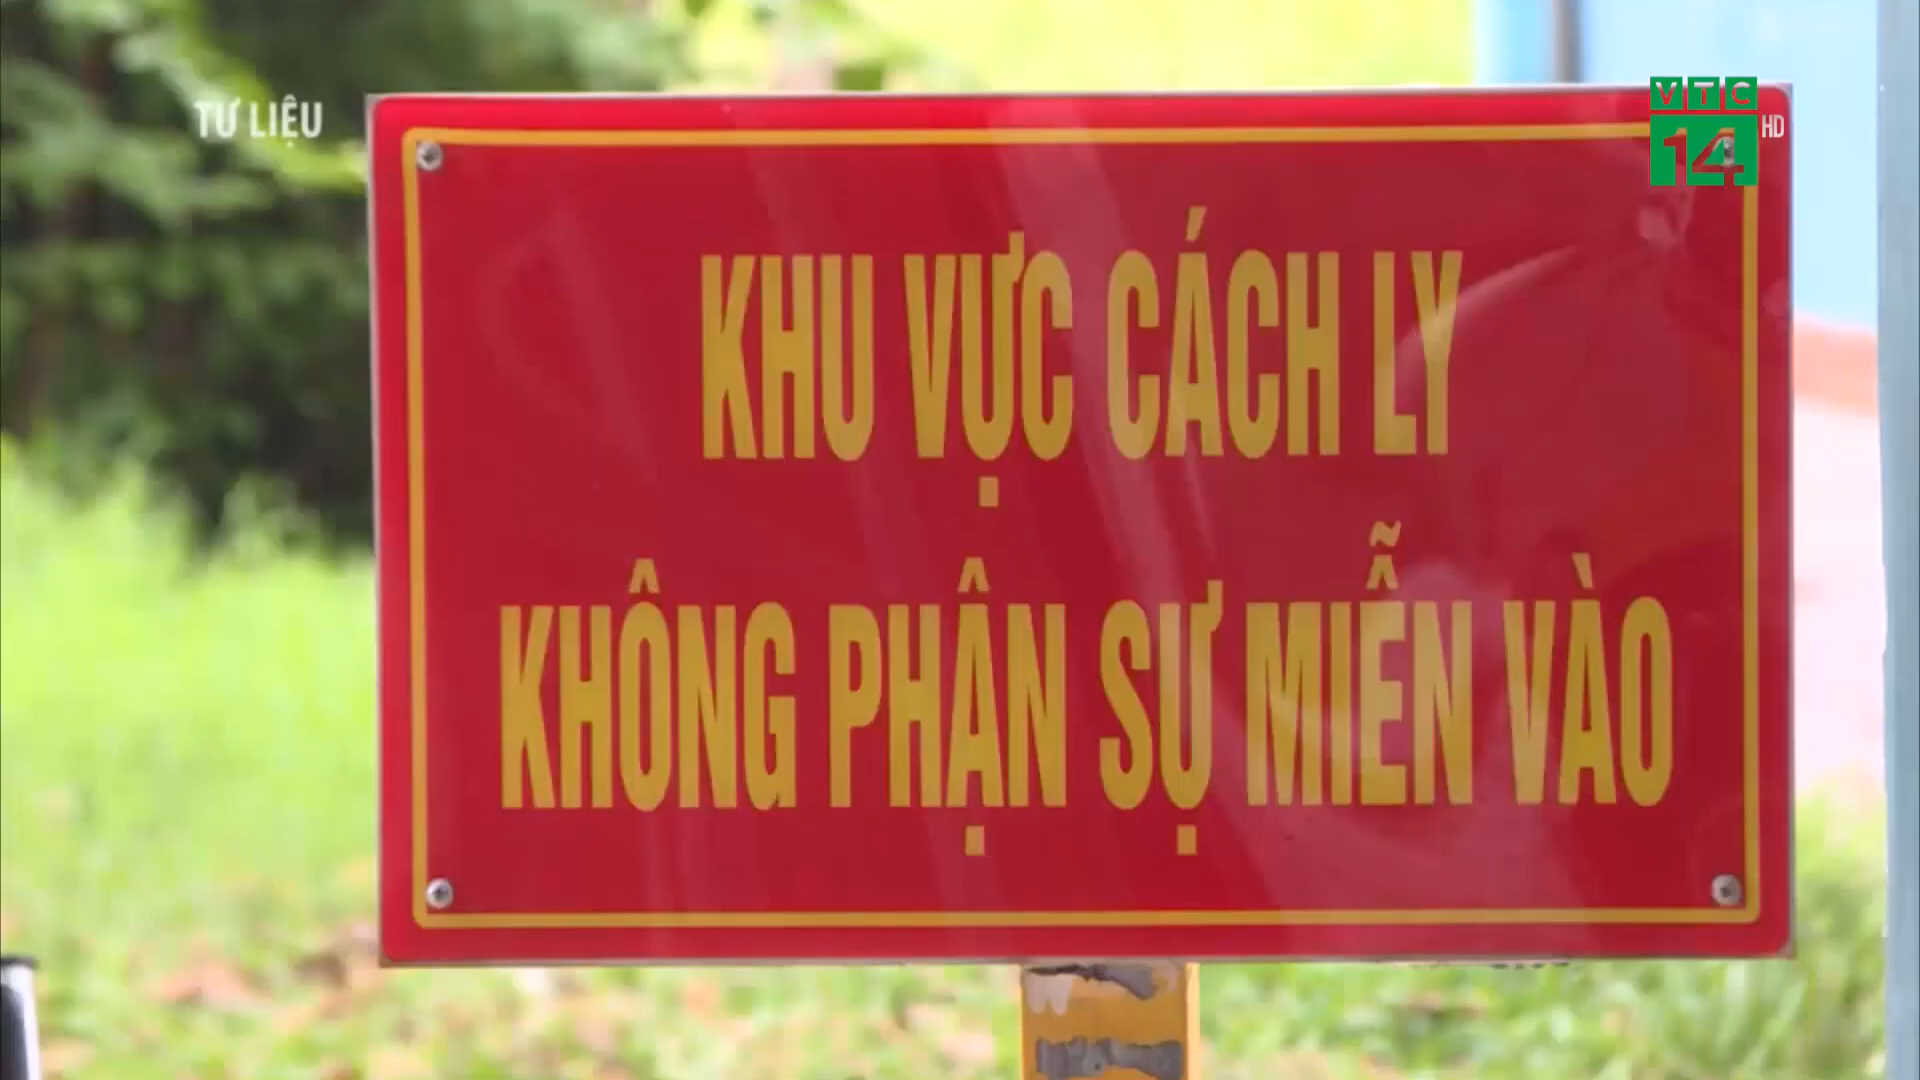 TƯ LIỆU
VTC
14 HD
KHU VỰC CÁCH LY
KHÔNG PHẬN SỰ MIỄN VÀO